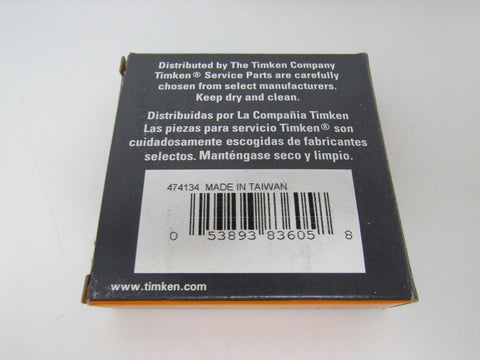 Distributed by The Timken Company
Timken® Service Parts are carefully
chosen from select manufacturers.
Keep dry and clean.
Distribuidas por La Compañia Timken
Las piezas para servicio Timken® son
cuidadosamente escogidas de fabricantes
selectos. Manténgase seco y limpio.
474134 MADE IN TAIWAN
0 53893 83605 8
www.timken.com